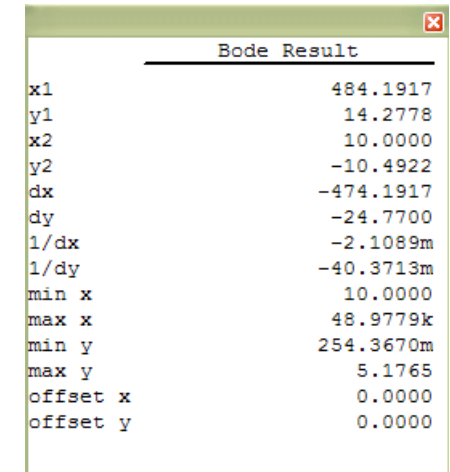 Bode Result
x1 484.1917
y1 14.2778
x2 10.0000
y2 -10.4922
dx -474.1917
dy -24.7700
1/dx -2.1089m
1/dy -40.3713m
min x 10.0000
max x 48.9779k
min y 254.3670m
max y 5.1765
offset x 0.0000
offset y 0.0000